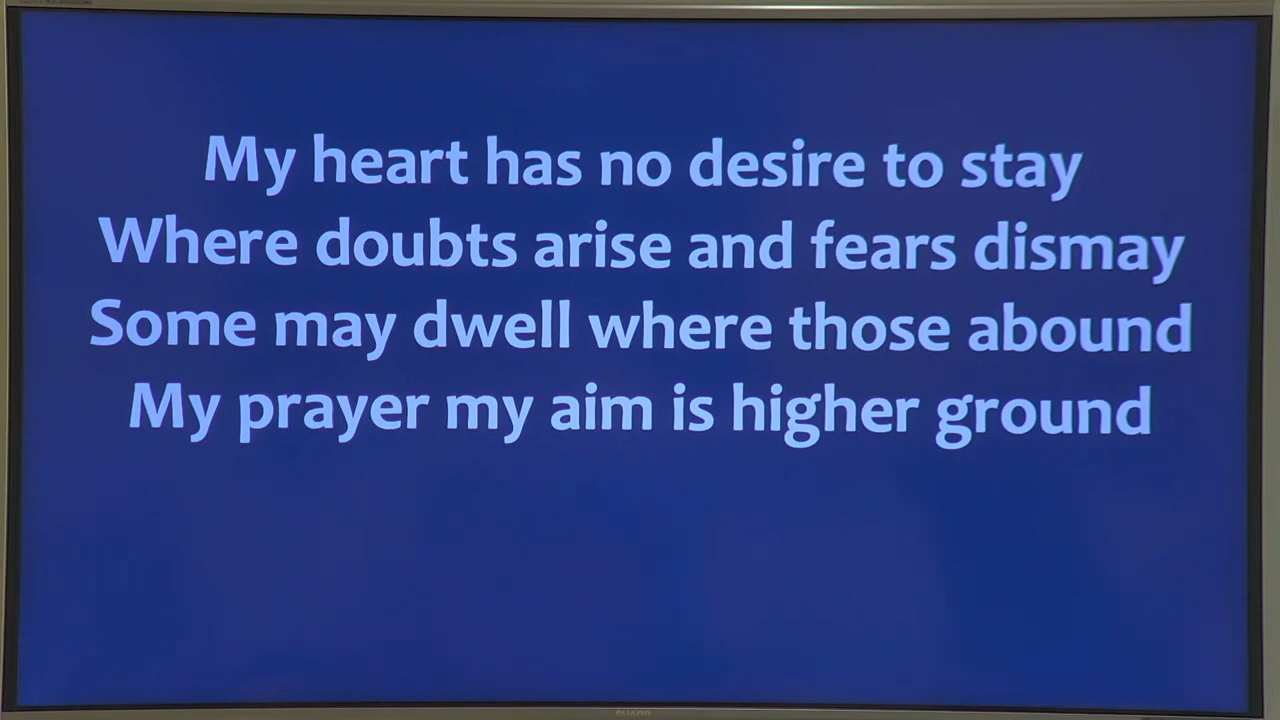 My heart has no desire to stay
Where doubts arise and fears dismay
Some may dwell where those abound
My prayer my aim is higher ground
SHARP